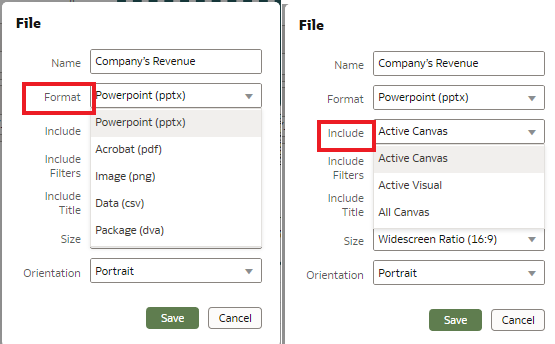 File
Name Company's Revenue
Format Powerpoint (pptx)
Powerpoint (pptx)
Include
Acrobat (pdf)
Include
Filters
Image (png)
Include
Title
Data (csv)
Package (dva)
Size
Orientation Portrait
Save Cancel
File
Name Company's Revenue
Format Powerpoint (pptx)
Include Active Canvas
Active Canvas
Include
Filters
Active Visual
Include
Title
All Canvas
Size Widescreen Ratio (16:9)
Orientation Portrait
Save Cancel